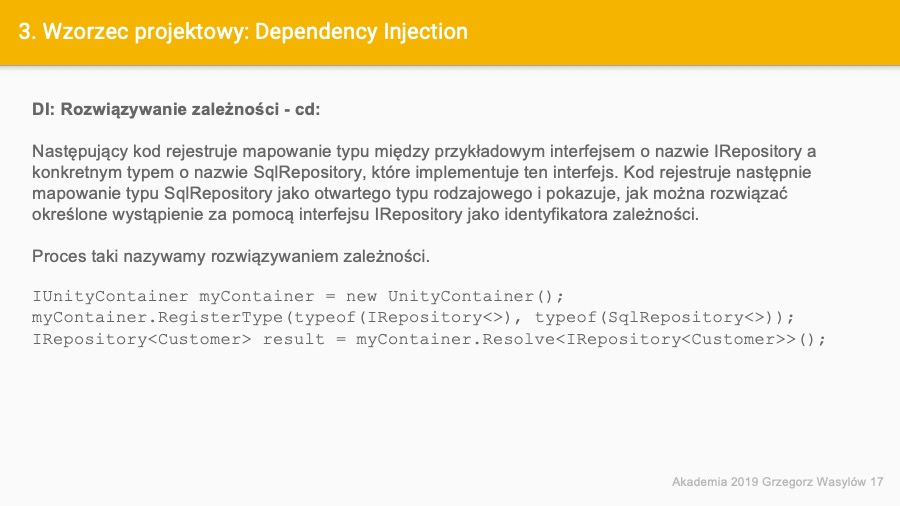 3. Wzorzec projektowy: Dependency Injection
DI: Rozwiązywanie zależności - cd:
Następujący kod rejestruje mapowanie typu między przykładowym interfejsem o nazwie IRepository a
konkretnym typem o nazwie SqlRepository, które implementuje ten interfejs. Kod rejestruje następnie
mapowanie typu SqlRepository jako otwartego typu rodzajowego i pokazuje, jak można rozwiązać
określone wystąpienie za pomocą interfejsu IRepository jako identyfikatora zależności.
Proces taki nazywamy rozwiązywaniem zależności.
IUnityContainer myContainer = new UnityContainer();
myContainer.RegisterType(typeof(IRepository<>), typeof(SqlRepository<>));
IRepository<Customer> result = myContainer.Resolve<IRepository<Customer>>();
Akademia 2019 Grzegorz Wasylów 17